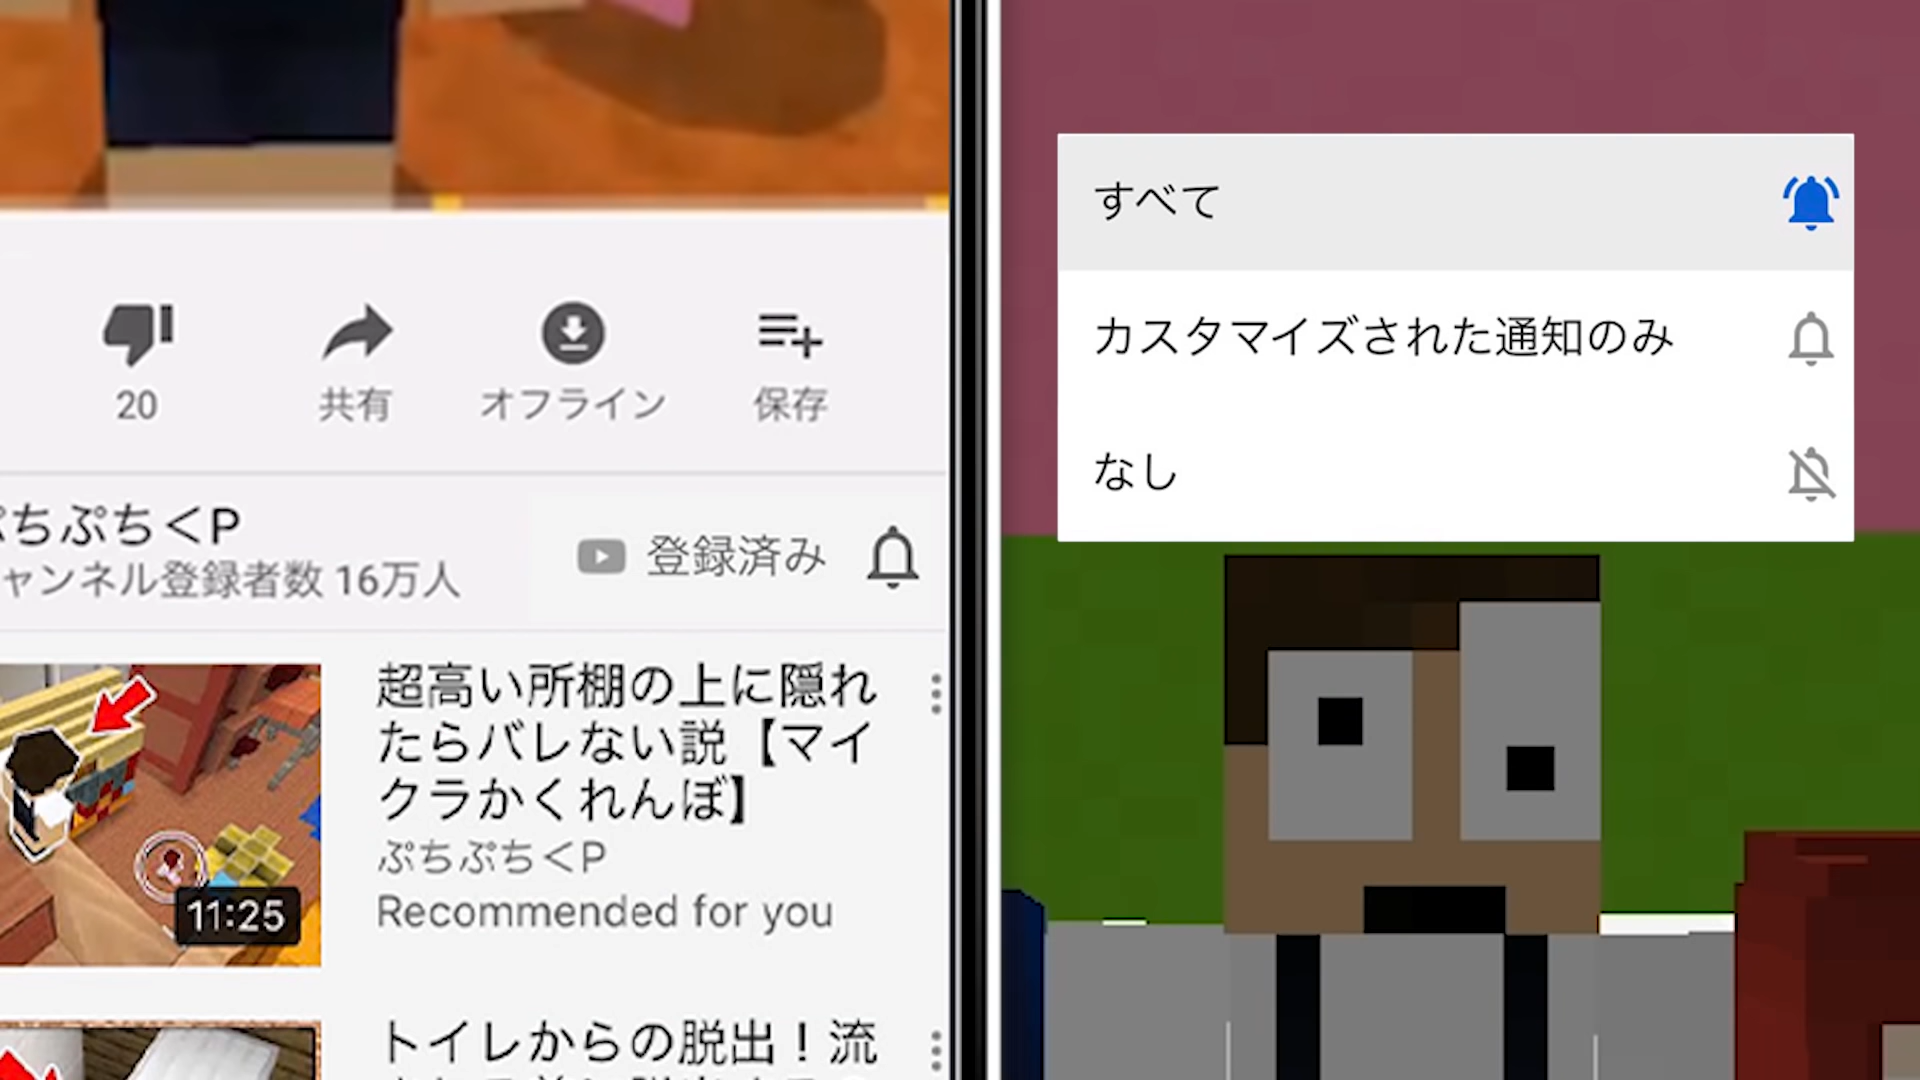 20
共有
オフライン
保存
ぷちぷち<P
チャンネル登録者数 16万人
登録済み
超高い所棚の上に隠れ
たらバレない説【マイ
クラかくれんぼ】
ぷちぷち<P
Recommended for you
11:25
トイレからの脱出！流
すべて
カスタマイズされた通知のみ
なし